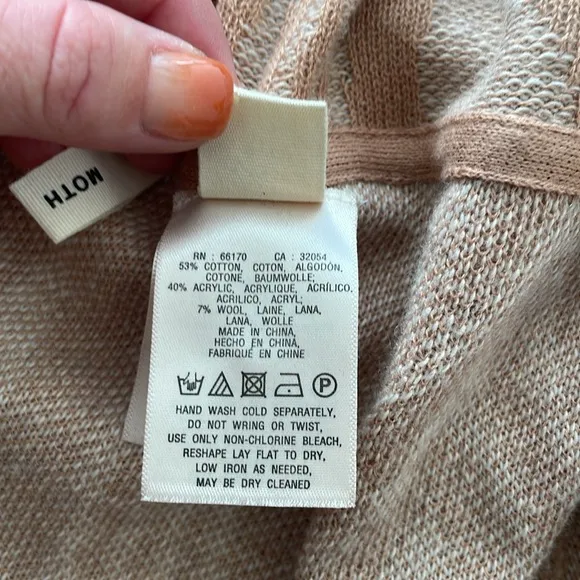 MOTH
RN : 66170 CA : 32054
53% COTTON, COTON, ALGODÓN,
COTONE, BAUMWOLLE;
40% ACRYLIC, ACRYLIQUE, ACRÍLICO,
ACRILICO, ACRYL;
7% WOOL, LAINE, LANA,
LANA, WOLLE
MADE IN CHINA,
HECHO EN CHINA,
FABRIQUÉ EN CHINE
P
HAND WASH COLD SEPARATELY,
DO NOT WRING OR TWIST,
USE ONLY NON-CHLORINE BLEACH,
RESHAPE LAY FLAT TO DRY,
LOW IRON AS NEEDED,
MAY BE DRY CLEANED